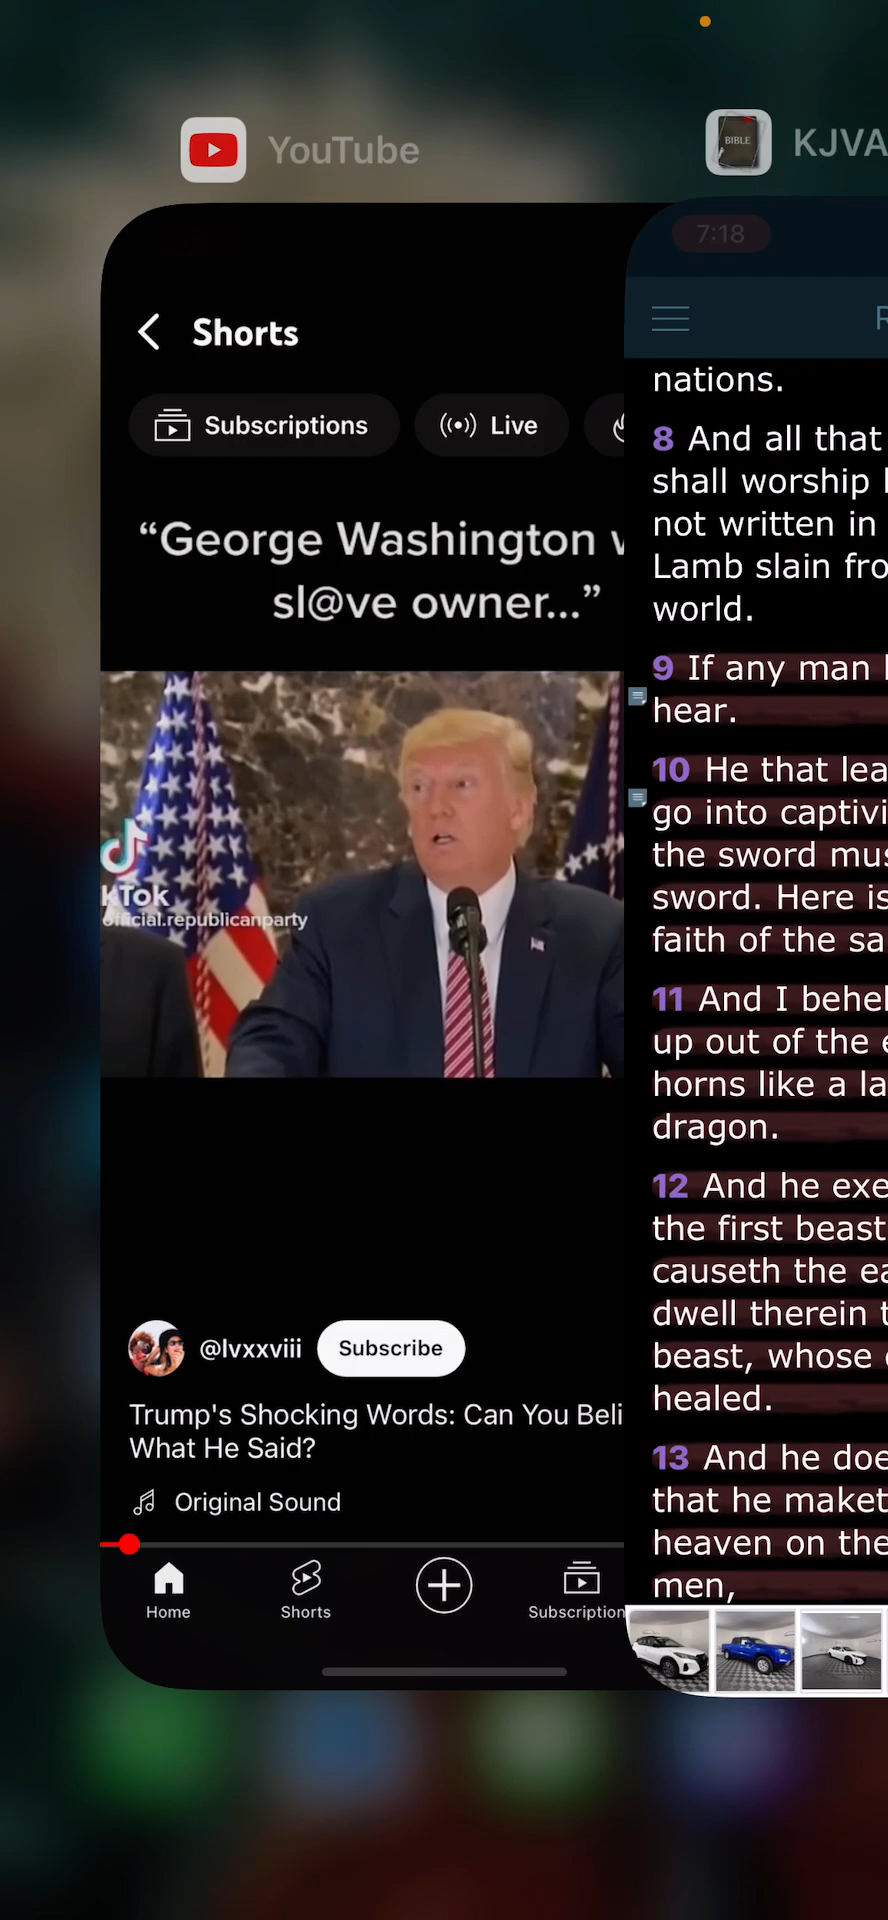 YouTube
Shorts
Subscriptions
Live
“George Washington
sl@ve owner...”
kTok
official.republicanparty
@lvxxviii
Subscribe
Trump's Shocking Words: Can You Beli
What He Said?
Original Sound
Home
Shorts
Subscription
BIBLE
KJVA
7:18
nations.
8 And all that
shall worship
not written in
Lamb slain fro
world.
9 If any man
hear.
10 He that lea
go into captivi
the sword mus
sword. Here is
faith of the sa
11 And I behel
up out of the e
horns like a la
dragon.
12 And he exe
the first beast
causeth the ea
dwell therein t
beast, whose
healed.
13 And he doe
that he maket
heaven on the
men,